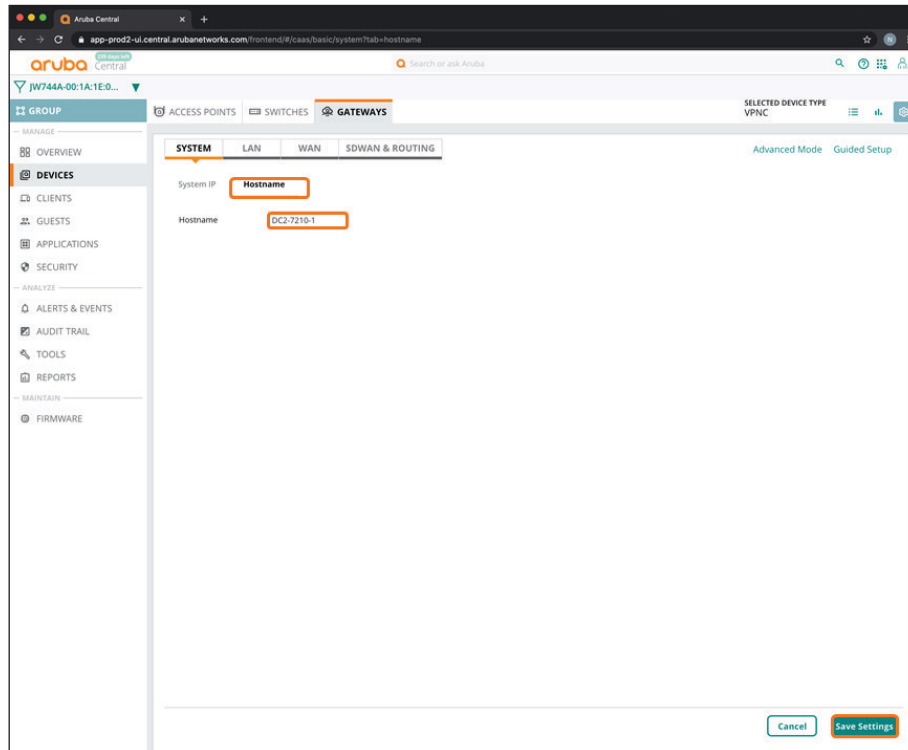 Aruba Central
app-prod2-ui.central.arubanetworks.com/frontend/#/caas/basic/system?tab=hostname
aruba Central
Search or ask Aruba
JW744A-00:1A:1E:0...
GROUP
ACCESS POINTS SWITCHES GATEWAYS
SELECTED DEVICE TYPE
VPNC
MANAGE
OVERVIEW
DEVICES
CLIENTS
GUESTS
APPLICATIONS
SECURITY
ANALYZE
ALERTS & EVENTS
AUDIT TRAIL
TOOLS
REPORTS
MAINTAIN
FIRMWARE
SYSTEM LAN WAN SDWAN & ROUTING
Advanced Mode Guided Setup
System IP Hostname
Hostname DC2-7210-1
Cancel Save Settings